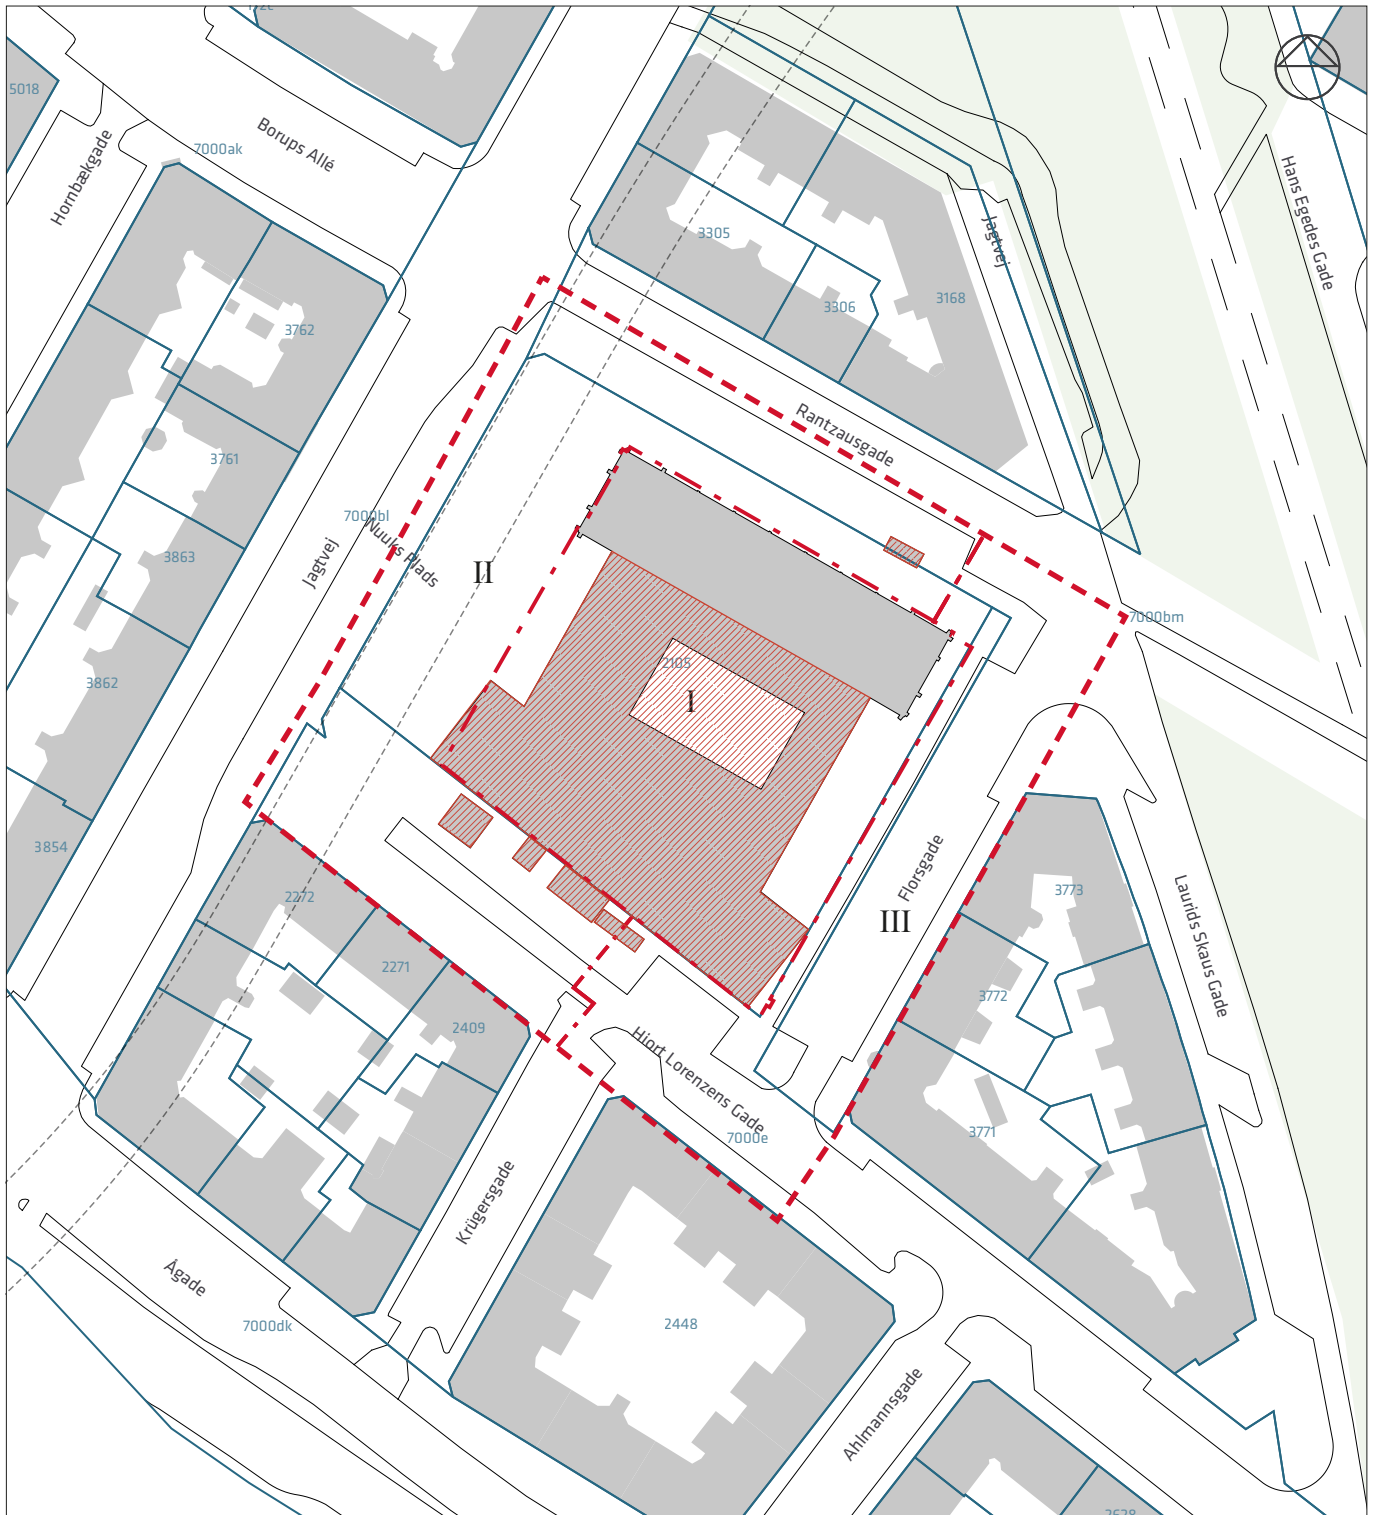 5018
Hornbækgade
7000ak
Borups Allé
3305
3306
3168
Jagtvej
Hans Egedes Gade
3762
3761
3863
3862
3854
7000bl
Jagtvej
Nuuks Plads
II
Rantzausgade
2105
I
7000bm
Florsgade
III
3773
3772
3771
Laurids Skaus Gade
2272
2271
2409
Hiort Lorenzens Gade
7000e
Krügersgade
Ågade
7000dk
2448
Ahlmannsgade